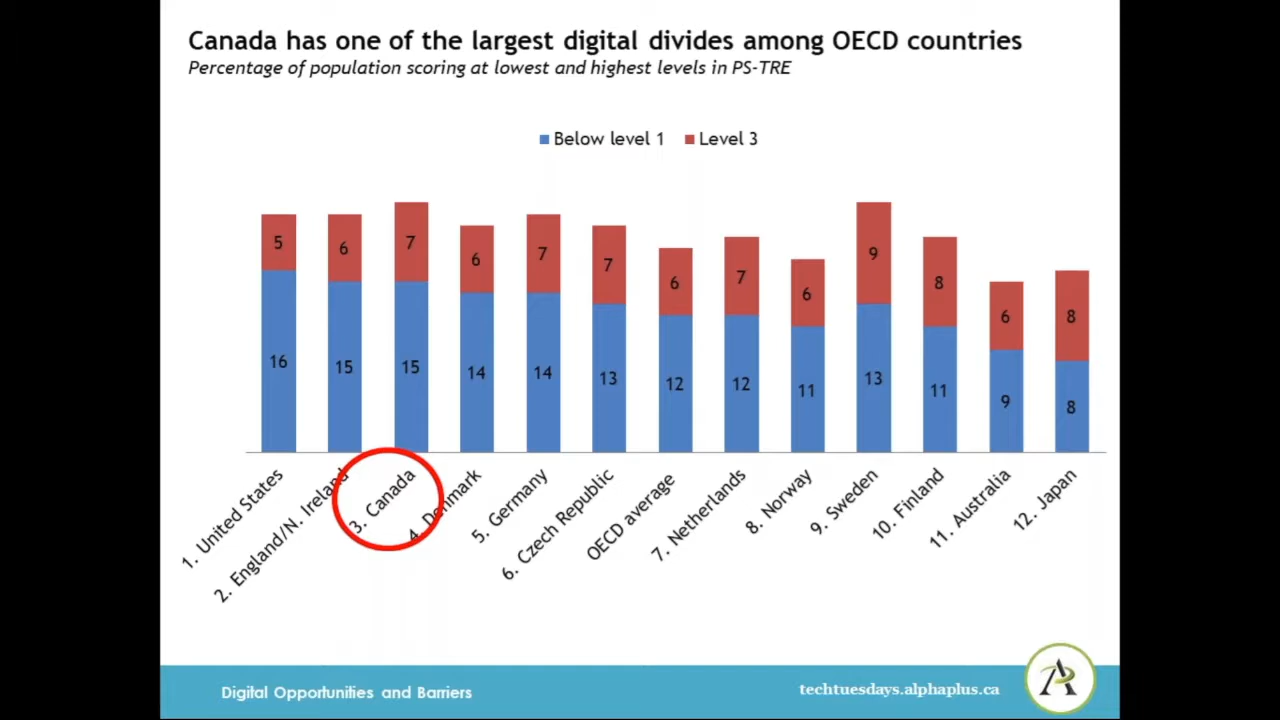 Canada has one of the largest digital divides among OECD countries
Percentage of population scoring at lowest and highest levels in PS-TRE
Below level 1 Level 3
5 6 7 6 7 7 6 7 6 9 8 6 8
16 15 15 14 14 13 12 12 11 13 11 9 8
1. United States
2. England/N. Ireland
3. Canada
4. Denmark
5. Germany
6. Czech Republic
OECD average
7. Netherlands
8. Norway
9. Sweden
10. Finland
11. Australia
12. Japan
Digital Opportunities and Barriers
techtuesdays.alphaplus.ca